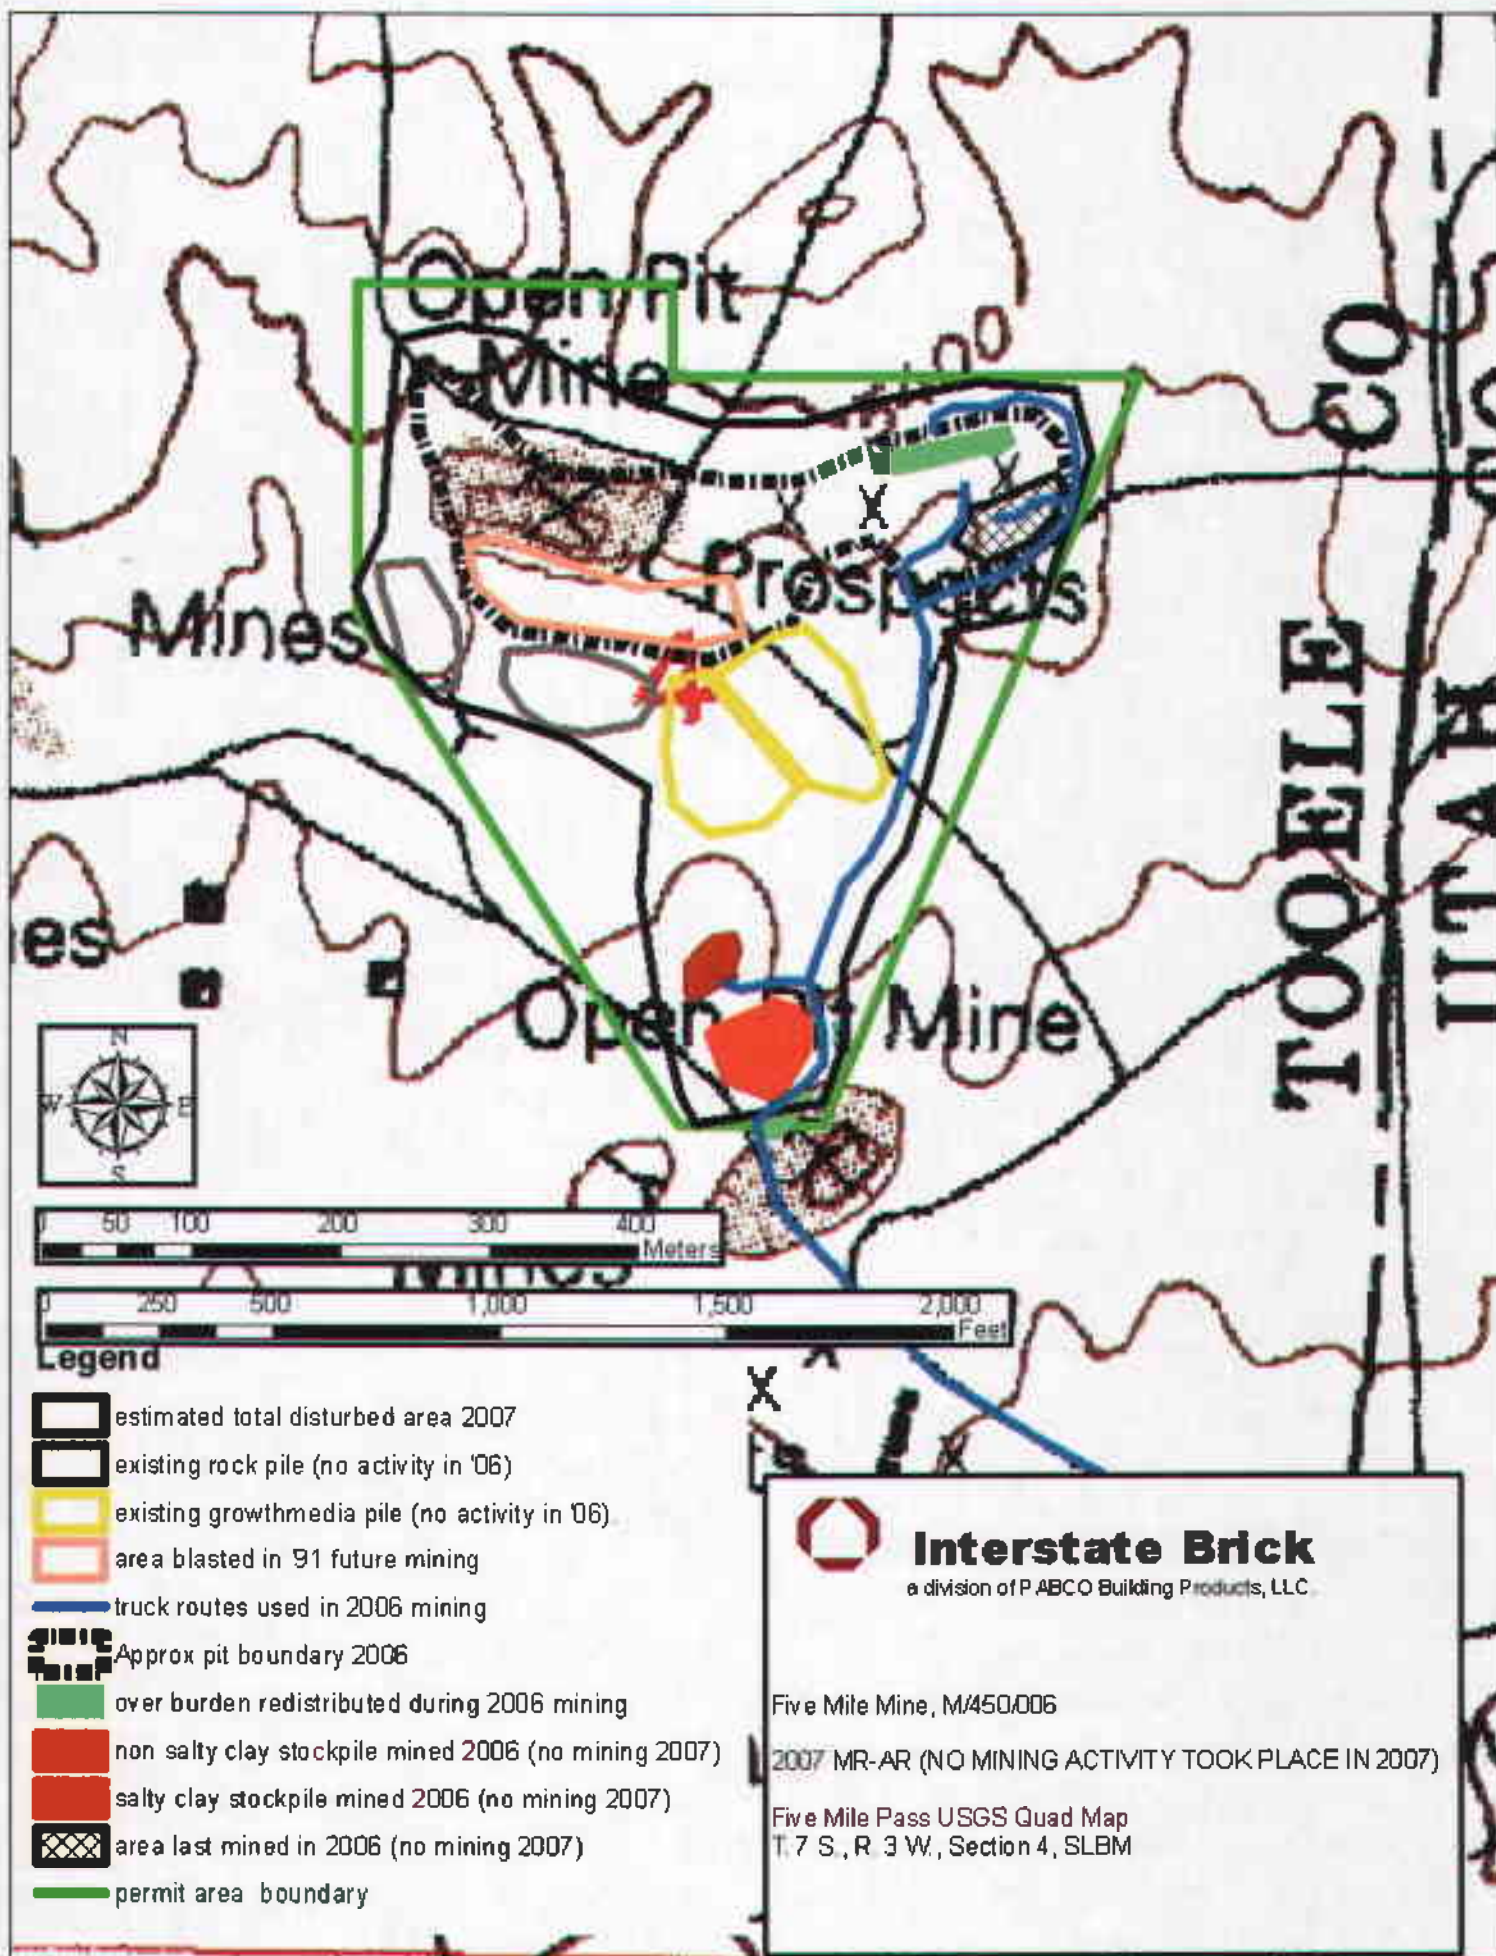 Open Pit
Mine
CO
Prospects
Mines
TOOELE
UTAH CO
es
Open Pit Mine
N
W E
S
0 50 100 200 300 400
Meters
Mines
0 250 500 1,000 1,500 2,000
Feet
Legend
estimated total disturbed area 2007
existing rock pile (no activity in '06)
existing growthmedia pile (no activity in '06)
area blasted in '91 future mining
truck routes used in 2006 mining
Approx pit boundary 2006
over burden redistributed during 2006 mining
non salty clay stockpile mined 2006 (no mining 2007)
salty clay stockpile mined 2006 (no mining 2007)
area last mined in 2006 (no mining 2007)
permit area boundary
Interstate Brick
a division of PABCO Building Products, LLC.
Five Mile Mine, M/450/006
2007 MR-AR (NO MINING ACTIVITY TOOK PLACE IN 2007)
Five Mile Pass USGS Quad Map
T. 7 S., R. 3 W., Section 4, SLBM